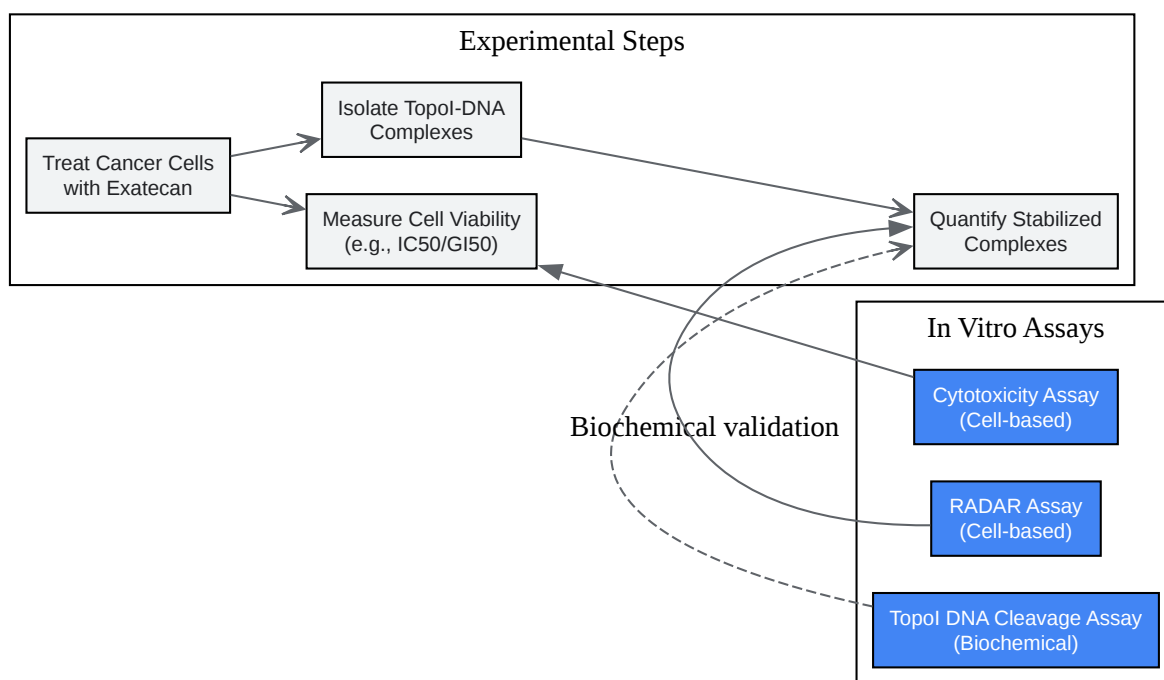 Experimental Steps
Isolate TopoI-DNA
Complexes
Treat Cancer Cells
with Exatecan
Measure Cell Viability
(e.g., IC50/GI50)
Quantify Stabilized
Complexes
In Vitro Assays
Cytotoxicity Assay
(Cell-based)
Biochemical validation
RADAR Assay
(Cell-based)
TopoI DNA Cleavage Assay
(Biochemical)